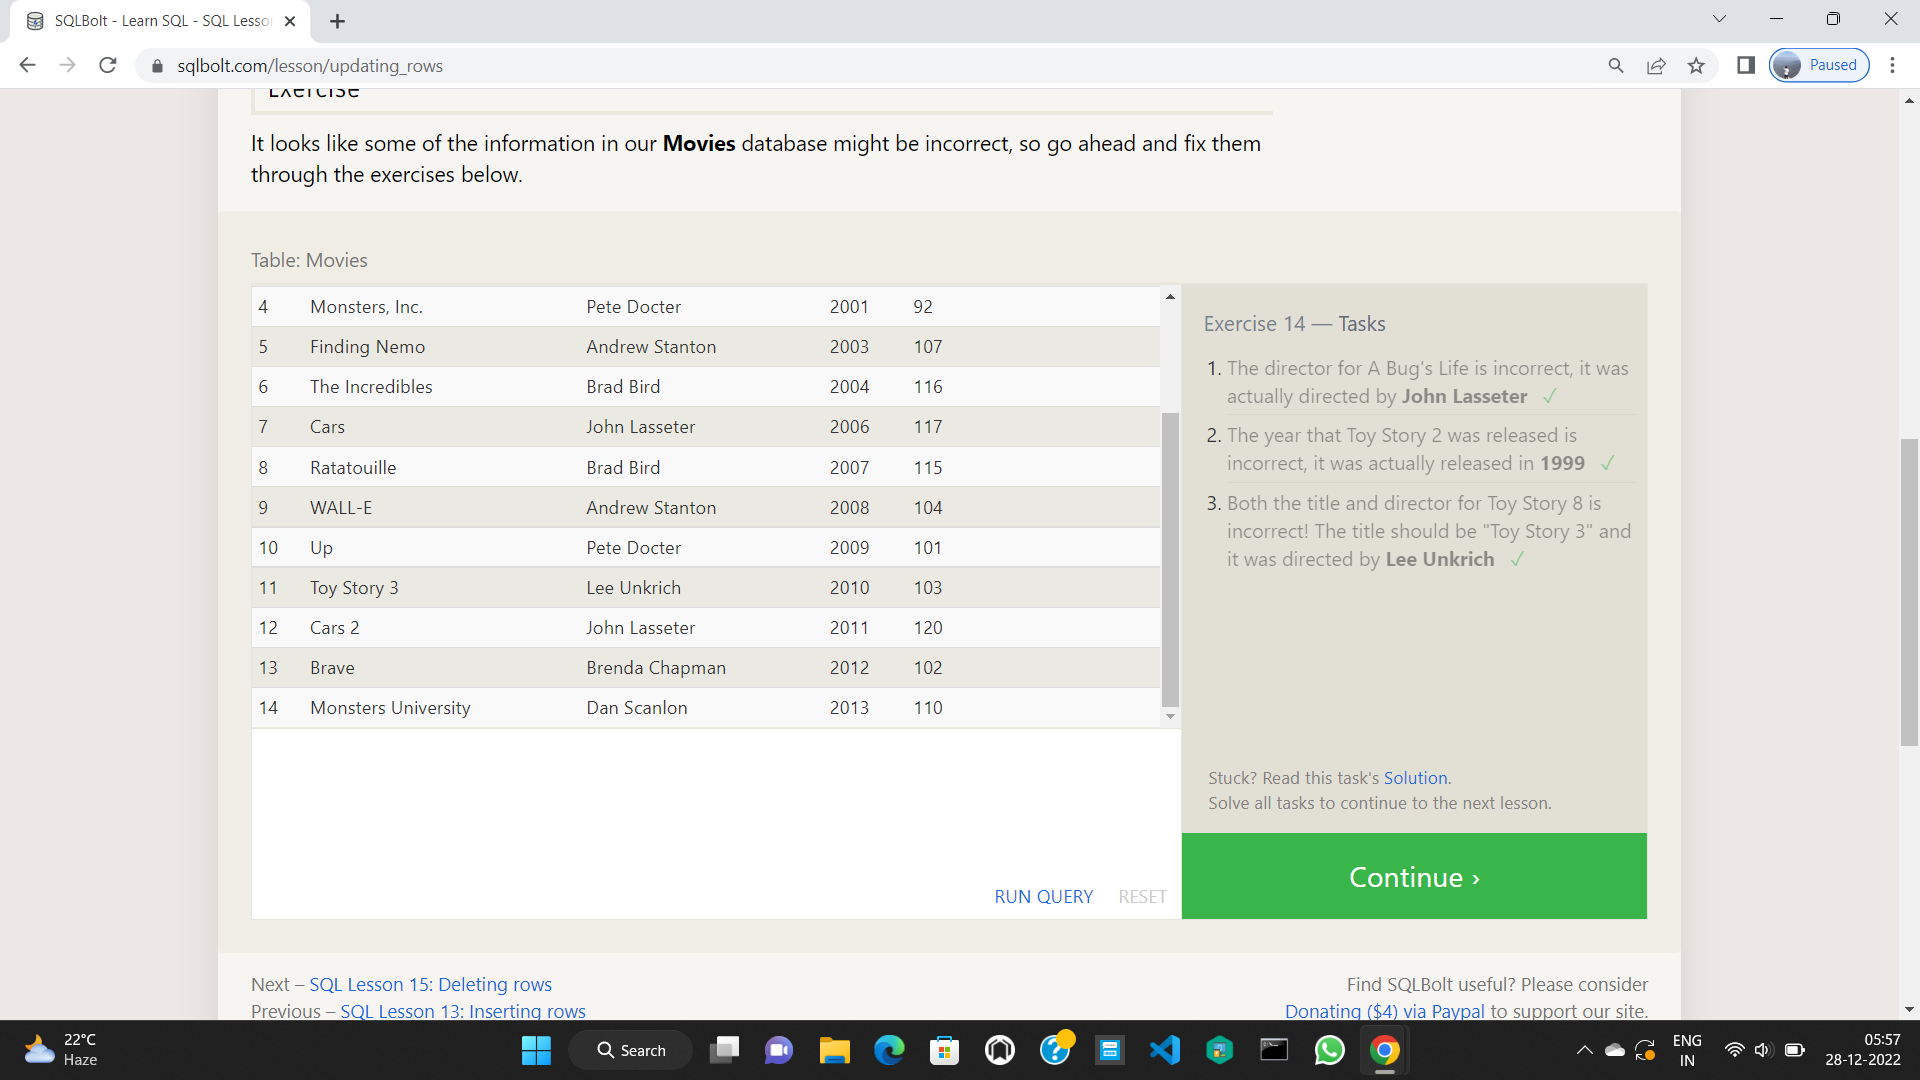 SQLBolt - Learn SQL - SQL Lesso
sqlbolt.com/lesson/updating_rows
Paused
Exercise
It looks like some of the information in our Movies database might be incorrect, so go ahead and fix them
through the exercises below.
Table: Movies
4 Monsters, Inc. Pete Docter 2001 92
5 Finding Nemo Andrew Stanton 2003 107
6 The Incredibles Brad Bird 2004 116
7 Cars John Lasseter 2006 117
8 Ratatouille Brad Bird 2007 115
9 WALL-E Andrew Stanton 2008 104
10 Up Pete Docter 2009 101
11 Toy Story 3 Lee Unkrich 2010 103
12 Cars 2 John Lasseter 2011 120
13 Brave Brenda Chapman 2012 102
14 Monsters University Dan Scanlon 2013 110
RUN QUERY RESET
Exercise 14 — Tasks
1. The director for A Bug's Life is incorrect, it was
actually directed by John Lasseter ✓
2. The year that Toy Story 2 was released is
incorrect, it was actually released in 1999 ✓
3. Both the title and director for Toy Story 8 is
incorrect! The title should be "Toy Story 3" and
it was directed by Lee Unkrich ✓
Stuck? Read this task's Solution.
Solve all tasks to continue to the next lesson.
Continue ›
Next – SQL Lesson 15: Deleting rows
Previous – SQL Lesson 13: Inserting rows
Find SQLBolt useful? Please consider
Donating ($4) via Paypal to support our site.
22°C
Haze
Search
ENG
IN
05:57
28-12-2022